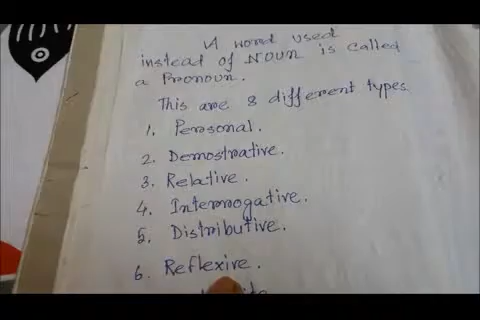 A word used
instead of Noun is called
a Pronoun.
This are 8 different types
1. Personal.
2. Demostrative.
3. Relative.
4. Interrogative.
5. Distributive.
6. Reflexive.